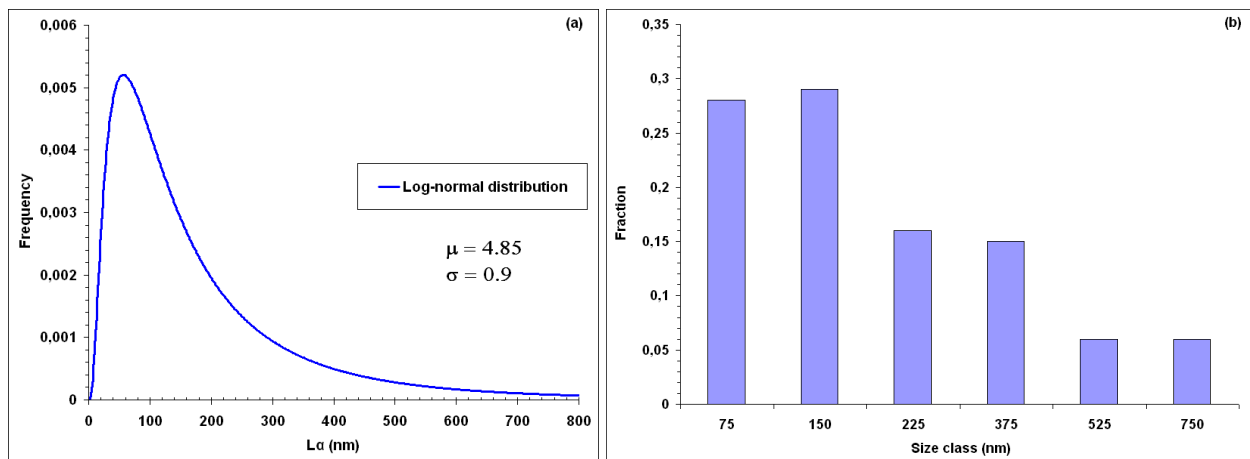 (a)
0,006
0,005
0,004
0,003
0,002
0,001
0
Frequency
Log-normal distribution
μ = 4.85
σ = 0.9
0 100 200 300 400 500 600 700 800
Lα (nm)
(b)
0,35
0,3
0,25
0,2
0,15
0,1
0,05
0
Fraction
75 150 225 375 525 750
Size class (nm)